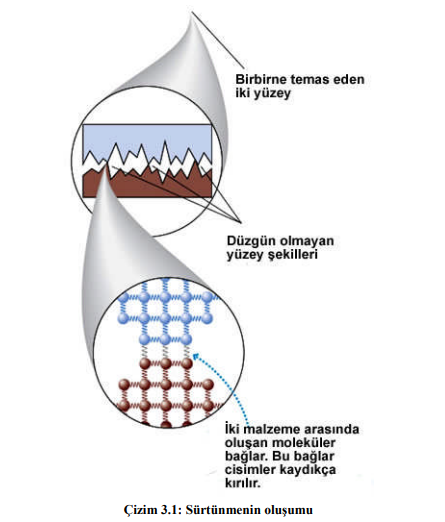 Birbirne temas eden
iki yüzey
Düzgün olmayan
yüzey şekilleri
İki malzeme arasında
oluşan moleküler
bağlar. Bu bağlar
cisimler kaydıkça
kırılır.
Çizim 3.1: Sürtünmenin oluşumu